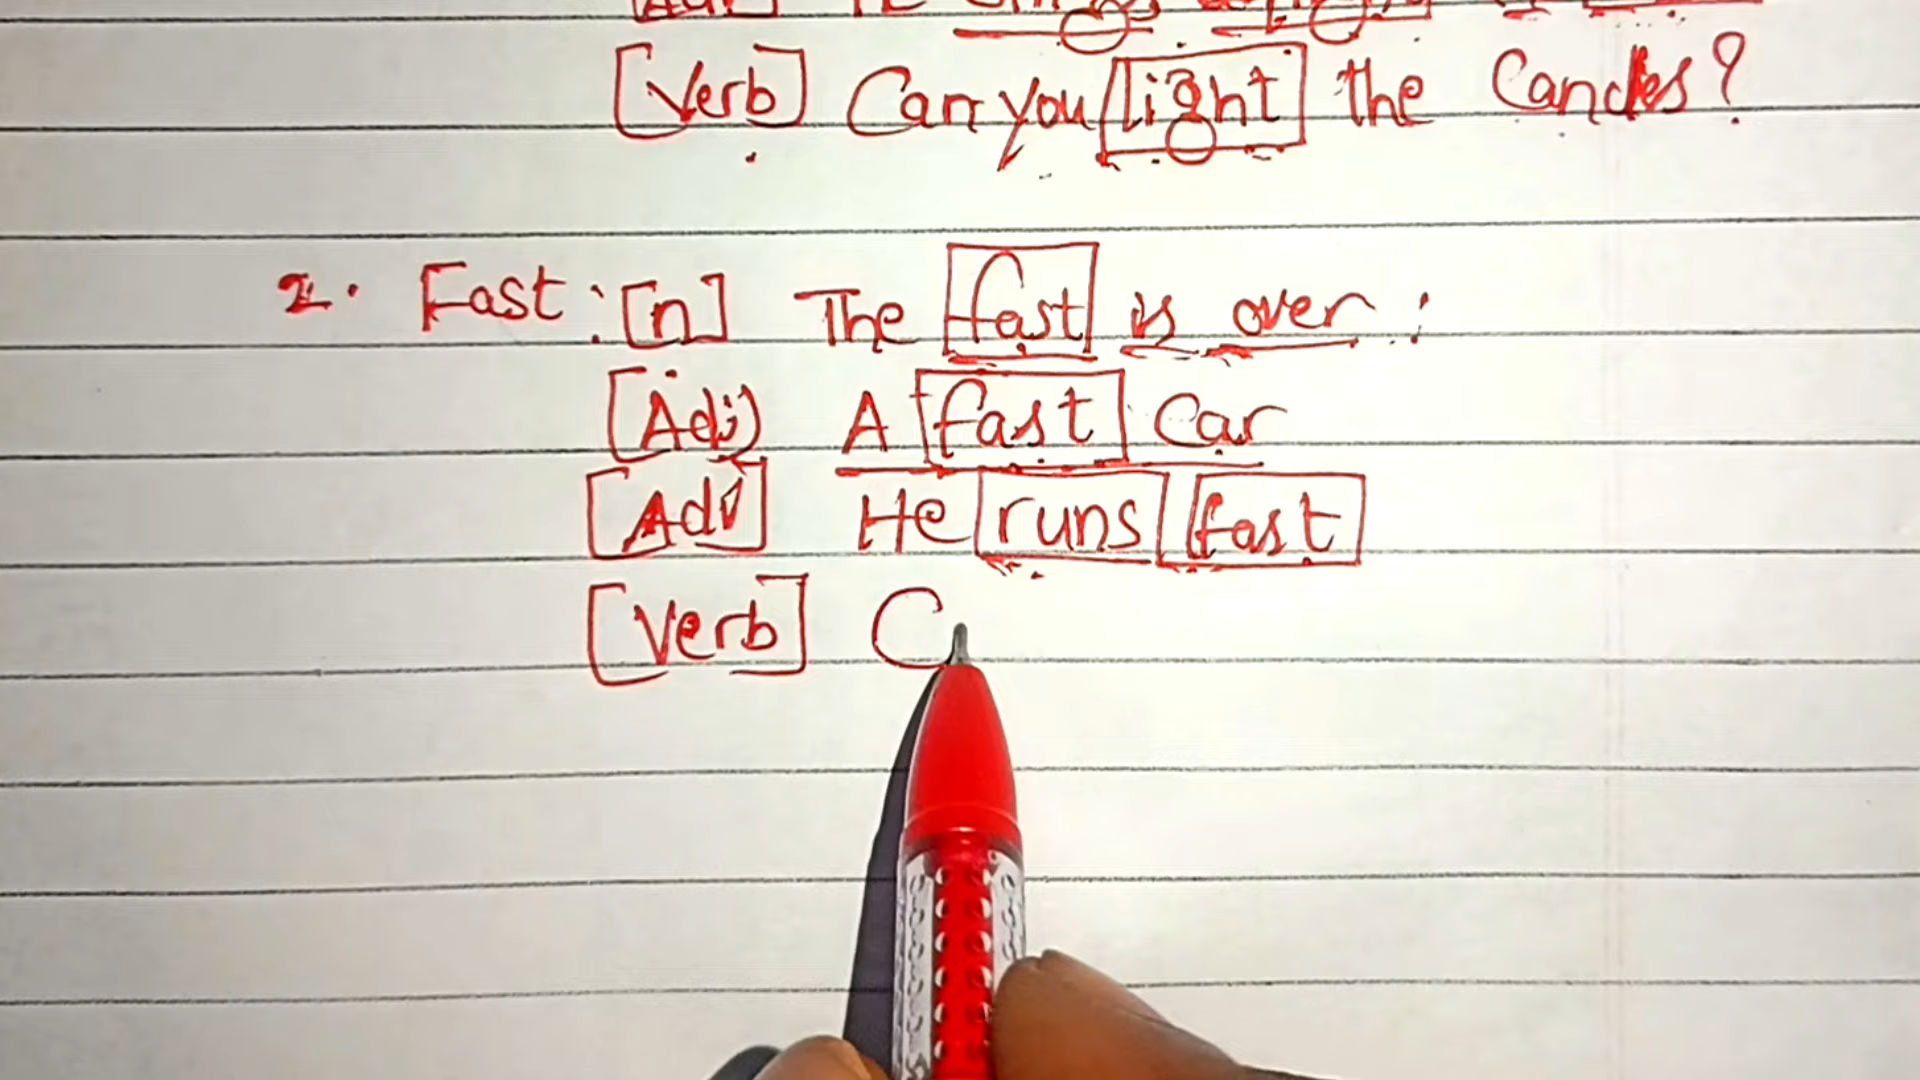 [Verb] Can you light the Candles?
2. Fast: [n] The fast is over.
[Adj) A fast Car
[Adv] He runs fast
[Verb] C